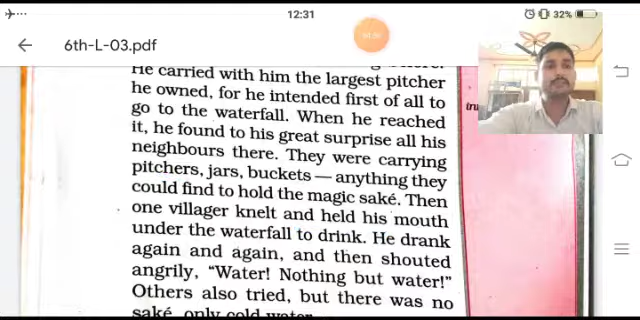 12:31
32%
6th-L-03.pdf
He carried with him the largest pitcher
he owned, for he intended first of all to
go to the waterfall. When he reached
it, he found to his great surprise all his
neighbours there. They were carrying
pitchers, jars, buckets — anything they
could find to hold the magic saké. Then
one villager knelt and held his mouth
under the waterfall to drink. He drank
again and again, and then shouted
angrily, “Water! Nothing but water!”
Others also tried, but there was no
saké, only cold water.